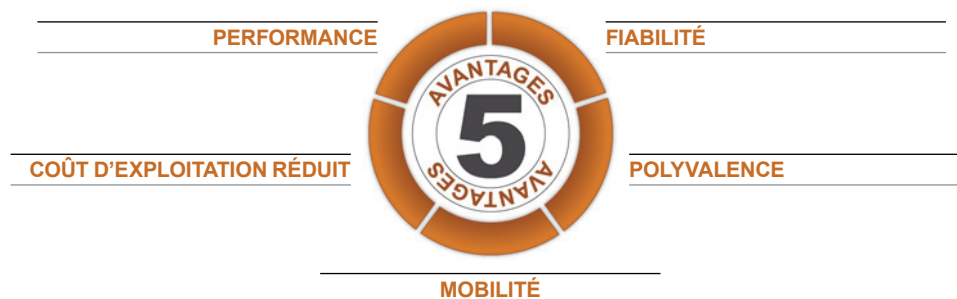 PERFORMANCE
FIABILITÉ
AVANTAGES
5
AVANTAGES
COÛT D’EXPLOITATION RÉDUIT
POLYVALENCE
MOBILITÉ